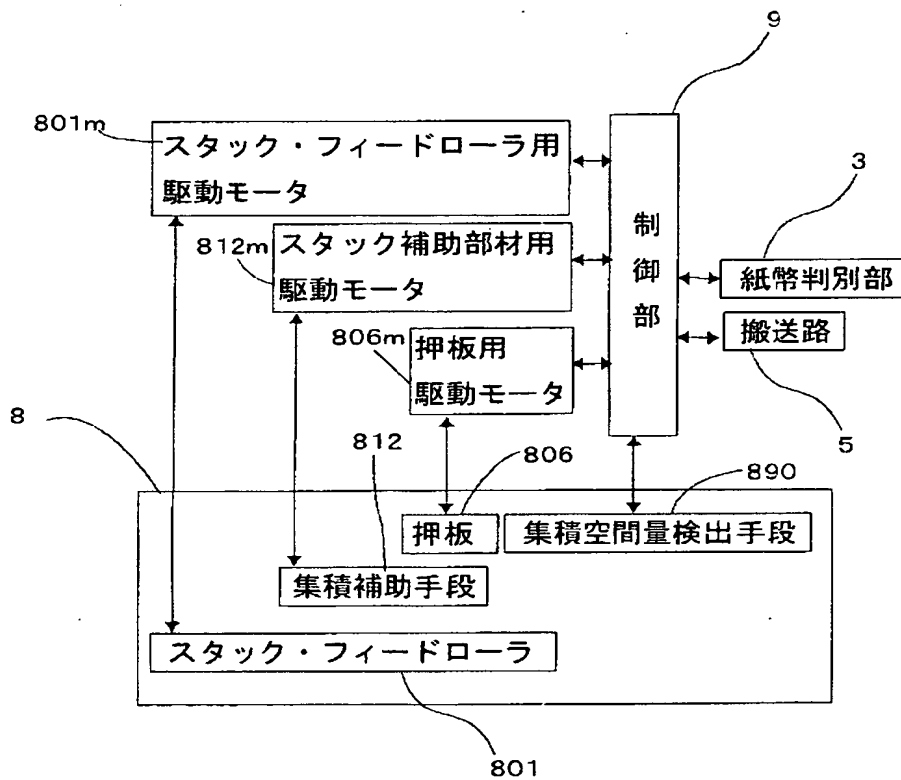 9
801m
スタック・フィードローラ用
駆動モータ
3
812m
スタック補助部材用
駆動モータ
制御部
紙幣判別部
搬送路
806m
押板用
駆動モータ
8
5
812
806
890
押板
集積空間量検出手段
集積補助手段
スタック・フィードローラ
801